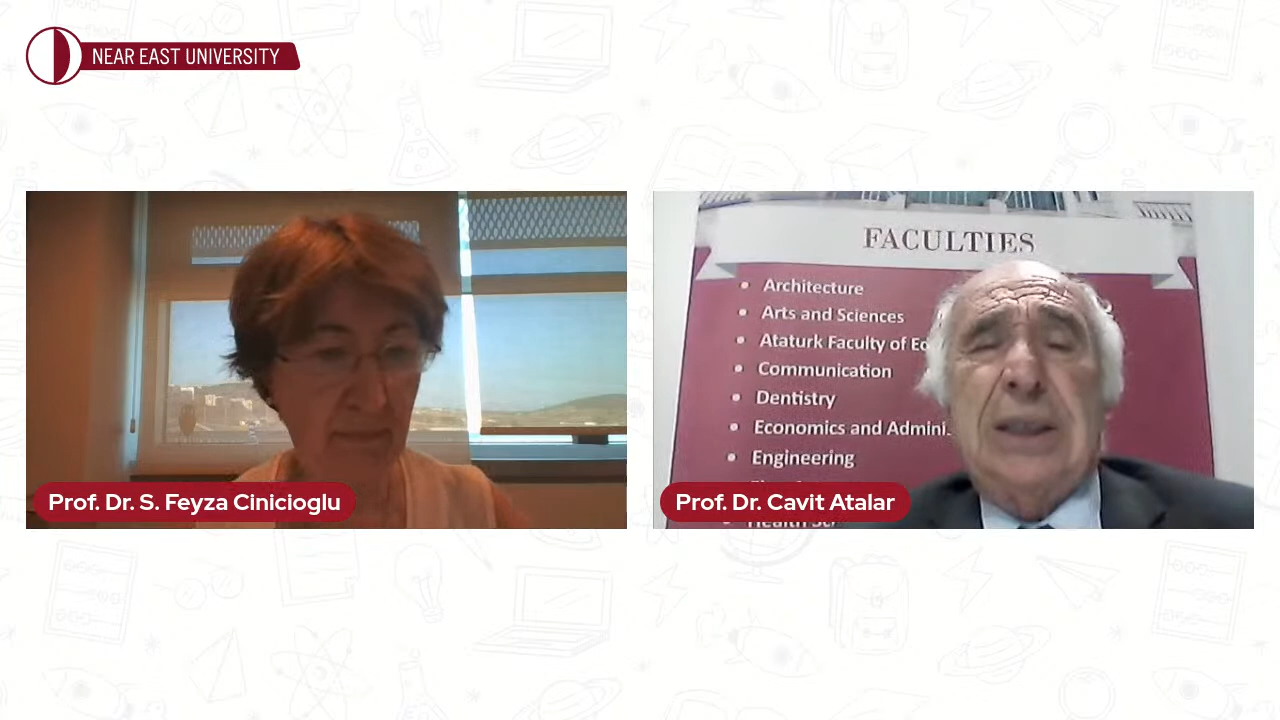 NEAR EAST UNIVERSITY
FACULTIES
Architecture
Arts and Sciences
Ataturk Faculty of
Communication
Dentistry
Economics and
Engineering
Prof. Dr. S. Feyza Cinicioglu
Prof. Dr. Cavit Atalar
Health